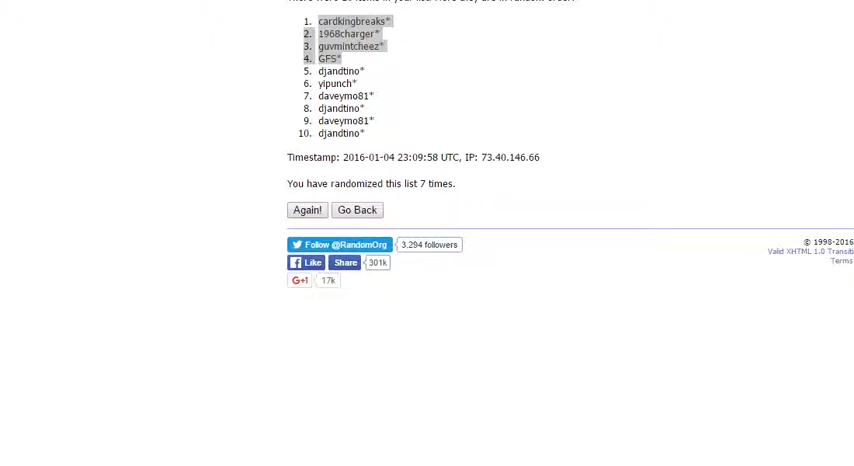 1. cardkingbreaks*
2. 1968charger*
3. guvmintcheez*
4. GFS*
5. djandtino*
6. yipunch*
7. daveymo81*
8. djandtino*
9. daveymo81*
10. djandtino*
Timestamp: 2016-01-04 23:09:58 UTC, IP: 73.40.146.66
You have randomized this list 7 times.
Again! Go Back
Follow @RandomOrg 3,294 followers
© 1998-2016
Like Share 301k
Valid XHTML 1.0 Transiti
Terms
G+1 17k